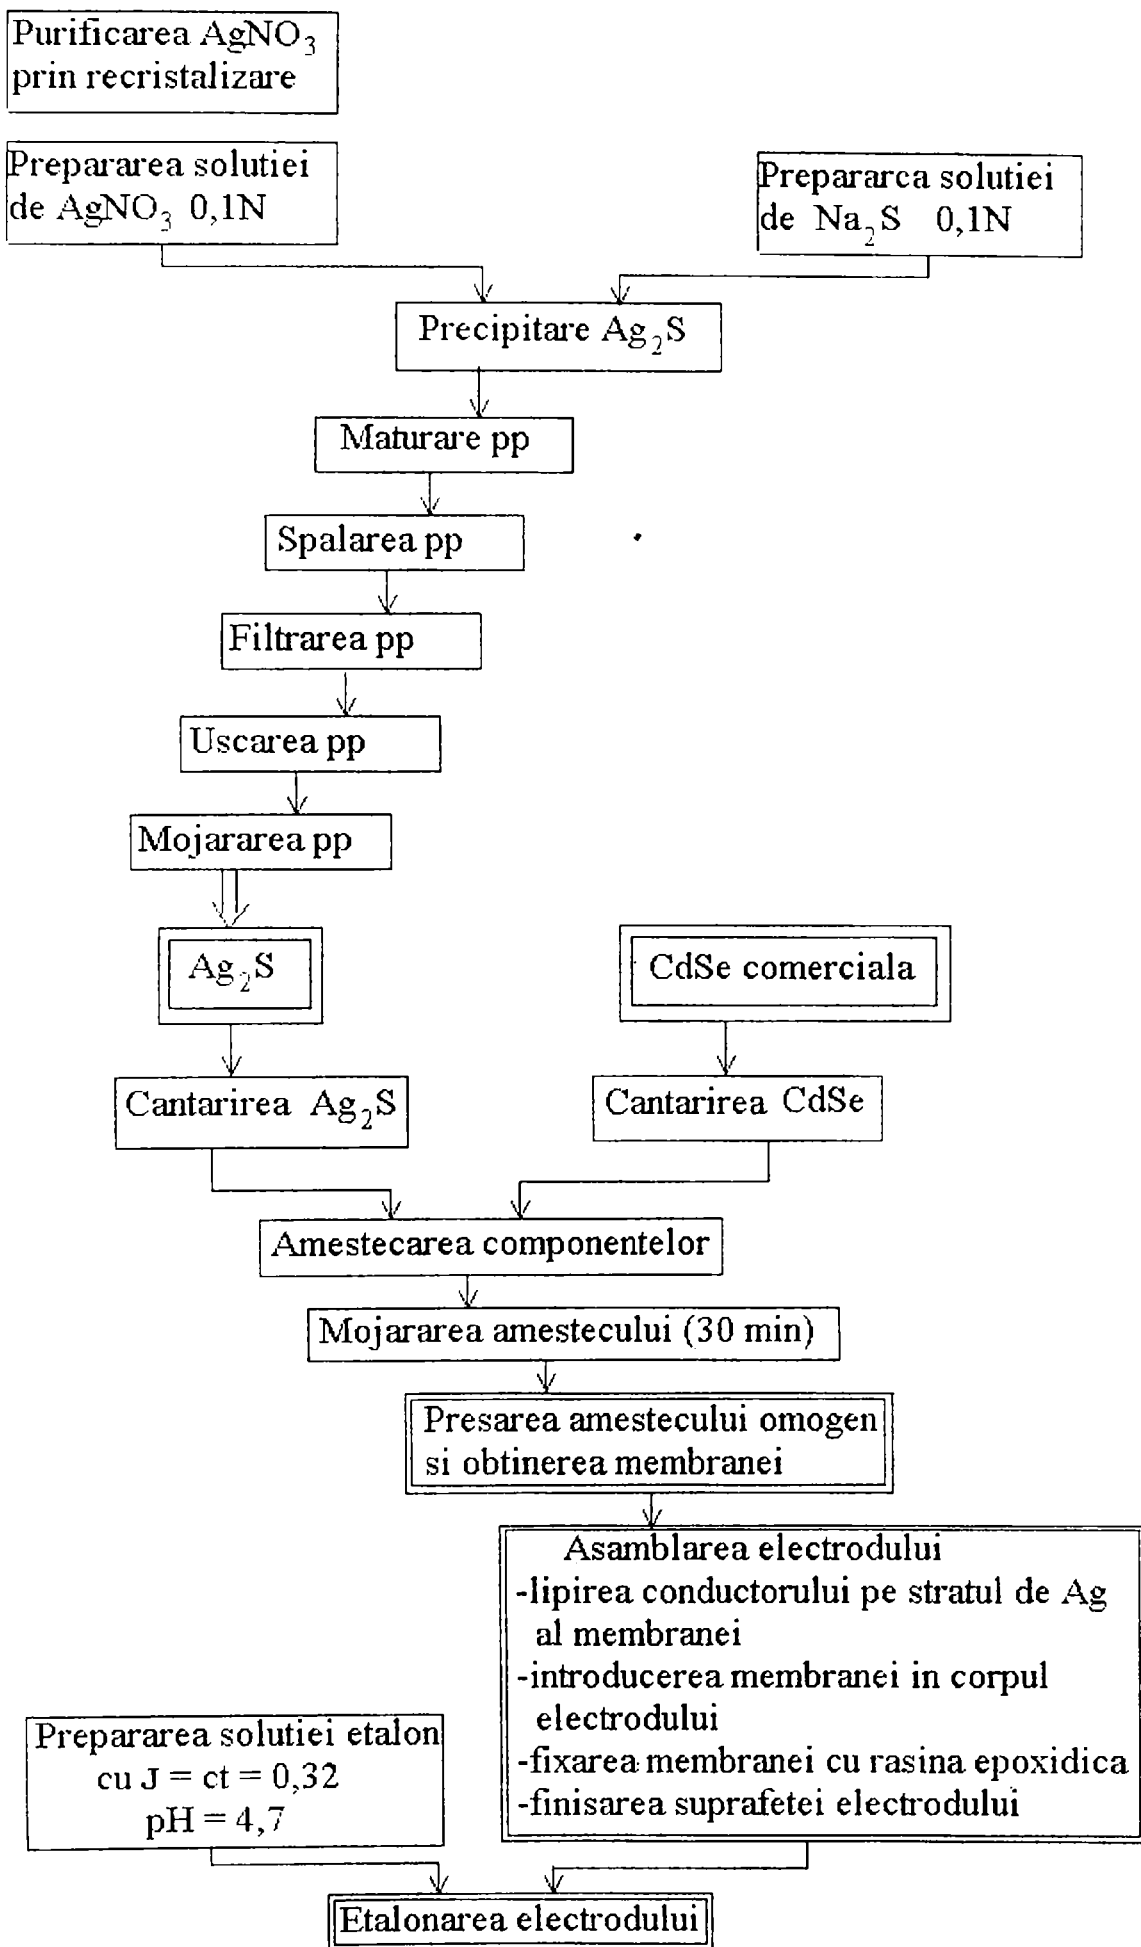 Purificarea AgNO₃
prin recristalizare
Prepararea solutiei
de AgNO₃ 0,1N
Prepararca solutiei
de Na₂S 0,1N
Precipitare Ag₂S
Maturare pp
Spalarea pp
Filtrarea pp
Uscarea pp
Mojararea pp
Ag₂S
CdSe comerciala
Cantarirea Ag₂S
Cantarirea CdSe
Amestecarea componentelor
Mojararea amestecului (30 min)
Presarea amestecului omogen
si obtinerea membranei
Asamblarea electrodului
-lipirea conductorului pe stratul de Ag
al membranei
-introducerea membranei in corpul
electrodului
-fixarea membranei cu rasina epoxidica
-finisarea suprafetei electrodului
Prepararea solutiei etalon
cu J = ct = 0,32
pH = 4,7
Etalonarea electrodului